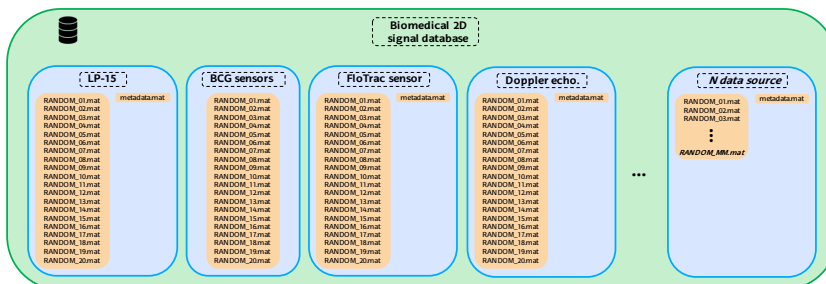 Biomedical 2D
signal database
LP-15
RANDOM_01.mat
RANDOM_02.mat
RANDOM_03.mat
RANDOM_04.mat
RANDOM_05.mat
RANDOM_06.mat
RANDOM_07.mat
RANDOM_08.mat
RANDOM_09.mat
RANDOM_10.mat
RANDOM_11.mat
RANDOM_12.mat
RANDOM_13.mat
RANDOM_14.mat
RANDOM_15.mat
RANDOM_16.mat
RANDOM_17.mat
RANDOM_18.mat
RANDOM_19.mat
RANDOM_20.mat
metadata.mat
BCG sensors
RANDOM_01.mat
RANDOM_02.mat
RANDOM_03.mat
RANDOM_04.mat
RANDOM_05.mat
RANDOM_06.mat
RANDOM_07.mat
RANDOM_08.mat
RANDOM_09.mat
RANDOM_10.mat
RANDOM_11.mat
RANDOM_12.mat
RANDOM_13.mat
RANDOM_14.mat
RANDOM_15.mat
RANDOM_16.mat
RANDOM_17.mat
RANDOM_18.mat
RANDOM_19.mat
RANDOM_20.mat
FloTrac sensor
RANDOM_01.mat
RANDOM_02.mat
RANDOM_03.mat
RANDOM_04.mat
RANDOM_05.mat
RANDOM_06.mat
RANDOM_07.mat
RANDOM_08.mat
RANDOM_09.mat
RANDOM_10.mat
RANDOM_11.mat
RANDOM_12.mat
RANDOM_13.mat
RANDOM_14.mat
RANDOM_15.mat
RANDOM_16.mat
RANDOM_17.mat
RANDOM_18.mat
RANDOM_19.mat
RANDOM_20.mat
metadata.mat
Doppler echo.
RANDOM_01.mat
RANDOM_02.mat
RANDOM_03.mat
RANDOM_04.mat
RANDOM_05.mat
RANDOM_06.mat
RANDOM_07.mat
RANDOM_08.mat
RANDOM_09.mat
RANDOM_10.mat
RANDOM_11.mat
RANDOM_12.mat
RANDOM_13.mat
RANDOM_14.mat
RANDOM_15.mat
RANDOM_16.mat
RANDOM_17.mat
RANDOM_18.mat
RANDOM_19.mat
RANDOM_20.mat
metadata.mat
...
N data source
RANDOM_01.mat
RANDOM_02.mat
RANDOM_03.mat
⋮
RANDOM_MM.mat
metadata.mat